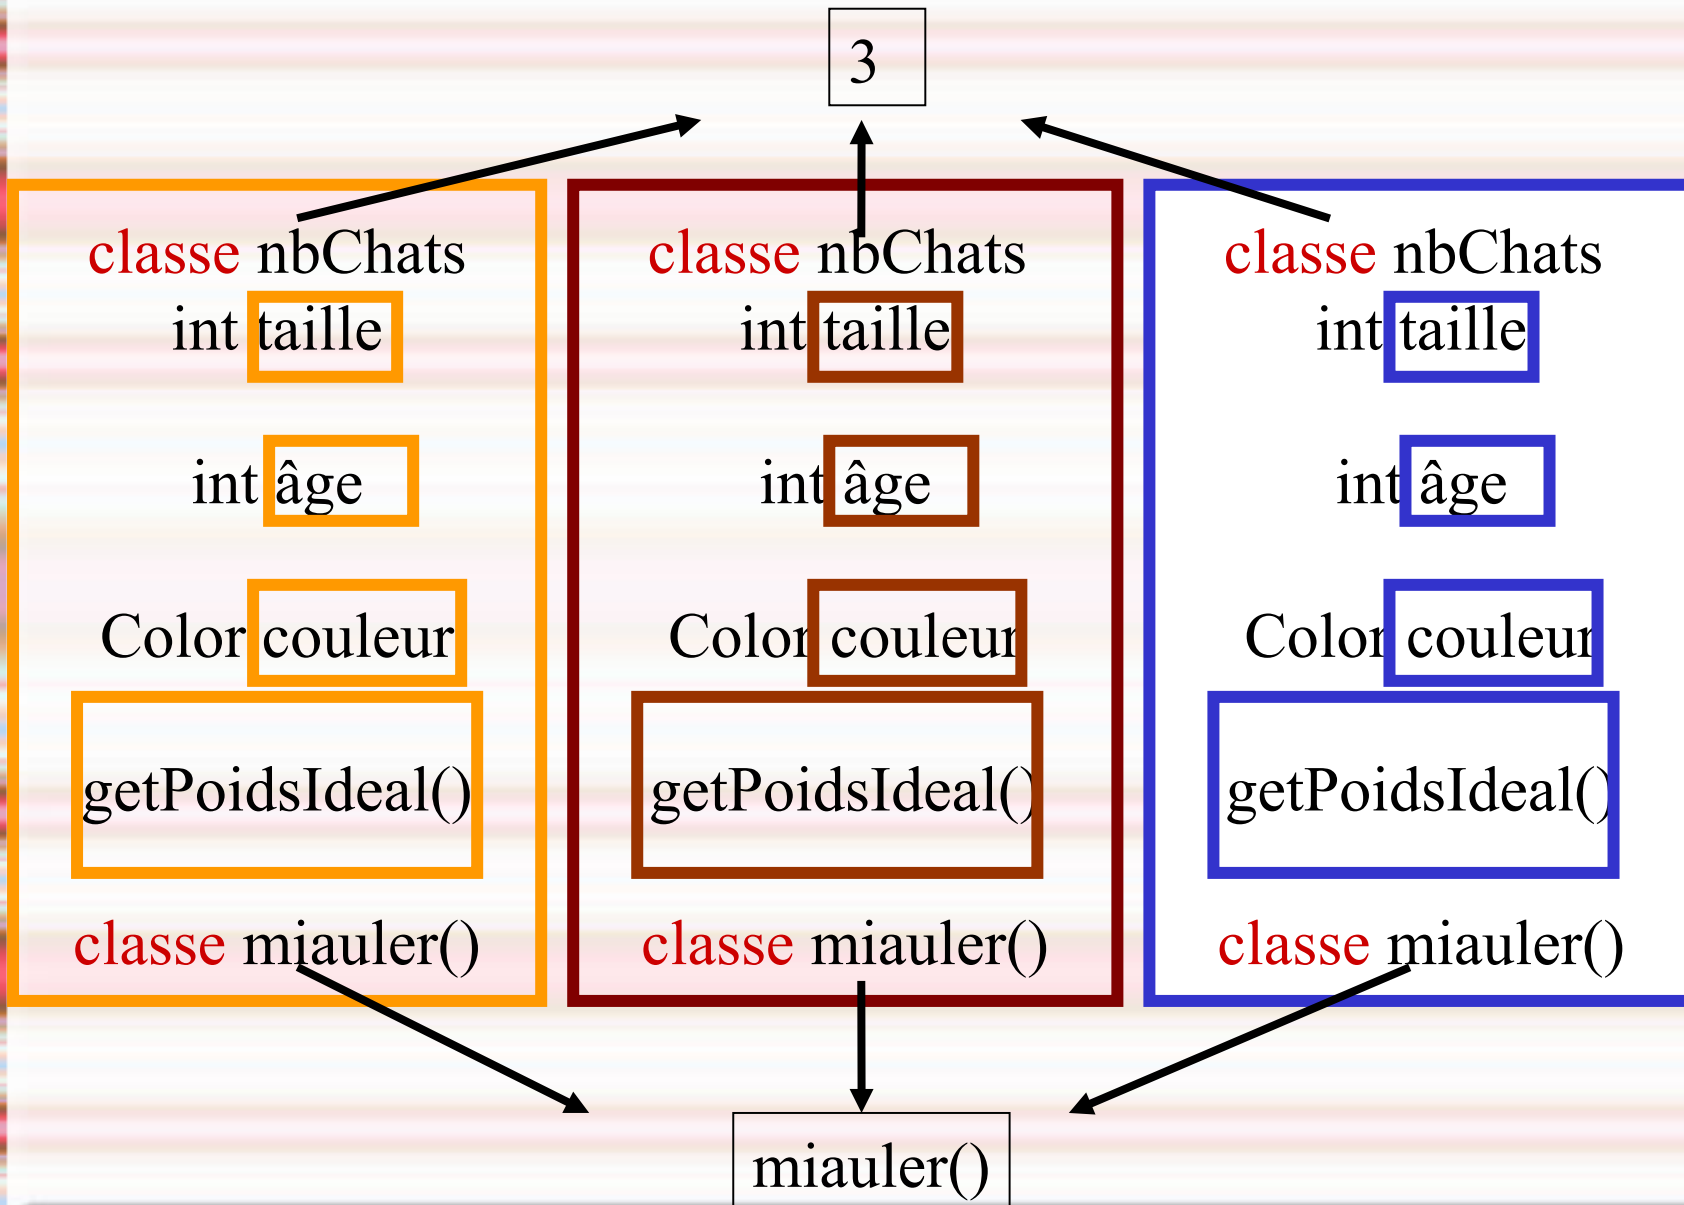 3
classe nbChats
int taille
int âge
Color couleur
getPoidsIdeal()
classe miauler()
classe nbChats
int taille
int âge
Color couleur
getPoidsIdeal()
classe miauler()
classe nbChats
int taille
int âge
Color couleur
getPoidsIdeal()
classe miauler()
miauler()